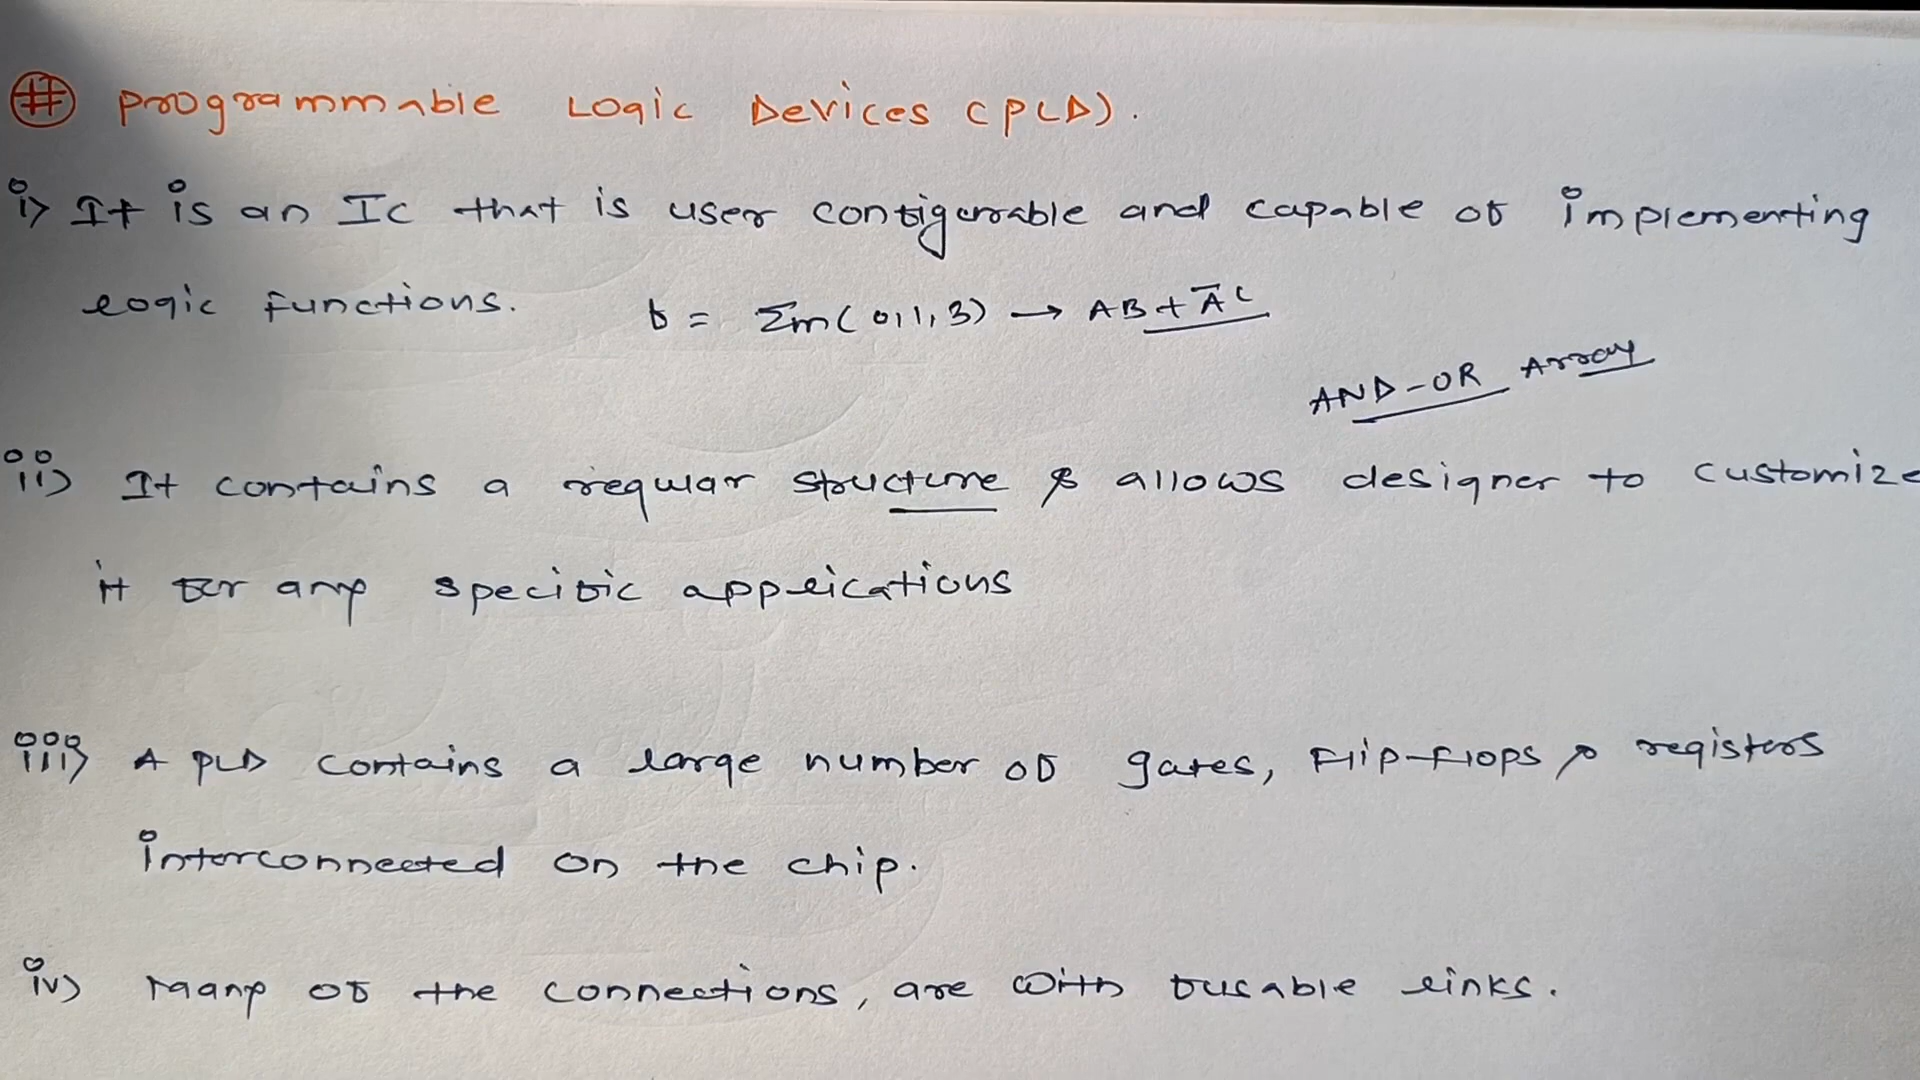 # Programmable Logic Devices (PLD).
i) It is an IC that is user configurable and capable of implementing
logic functions. f = Σm(0,1,3) → AB + A̅C
AND-OR Array
ii) It contains a regular structure & allows designer to customize
it for any specific applications
iii) A PLD contains a large number of gates, Flip-Flops & registers
interconnected on the chip.
iv) Many of the connections, are with fusable links.